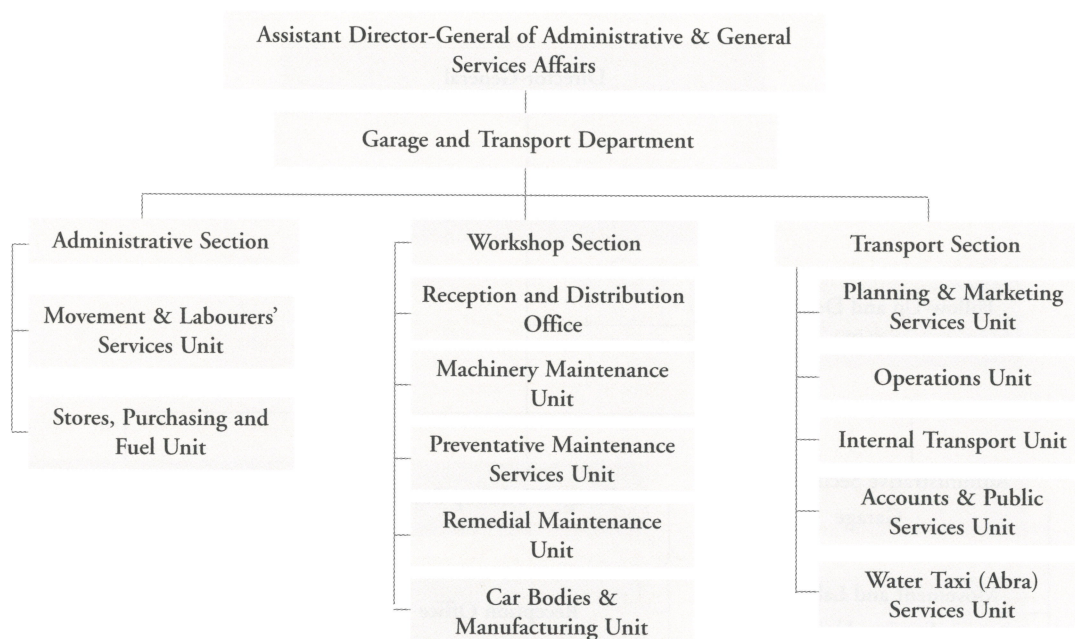 Assistant Director-General of Administrative & General
Services Affairs
Garage and Transport Department
Administrative Section
Movement & Labourers’
Services Unit
Stores, Purchasing and
Fuel Unit
Workshop Section
Reception and Distribution
Office
Machinery Maintenance
Unit
Preventative Maintenance
Services Unit
Remedial Maintenance
Unit
Car Bodies &
Manufacturing Unit
Transport Section
Planning & Marketing
Services Unit
Operations Unit
Internal Transport Unit
Accounts & Public
Services Unit
Water Taxi (Abra)
Services Unit